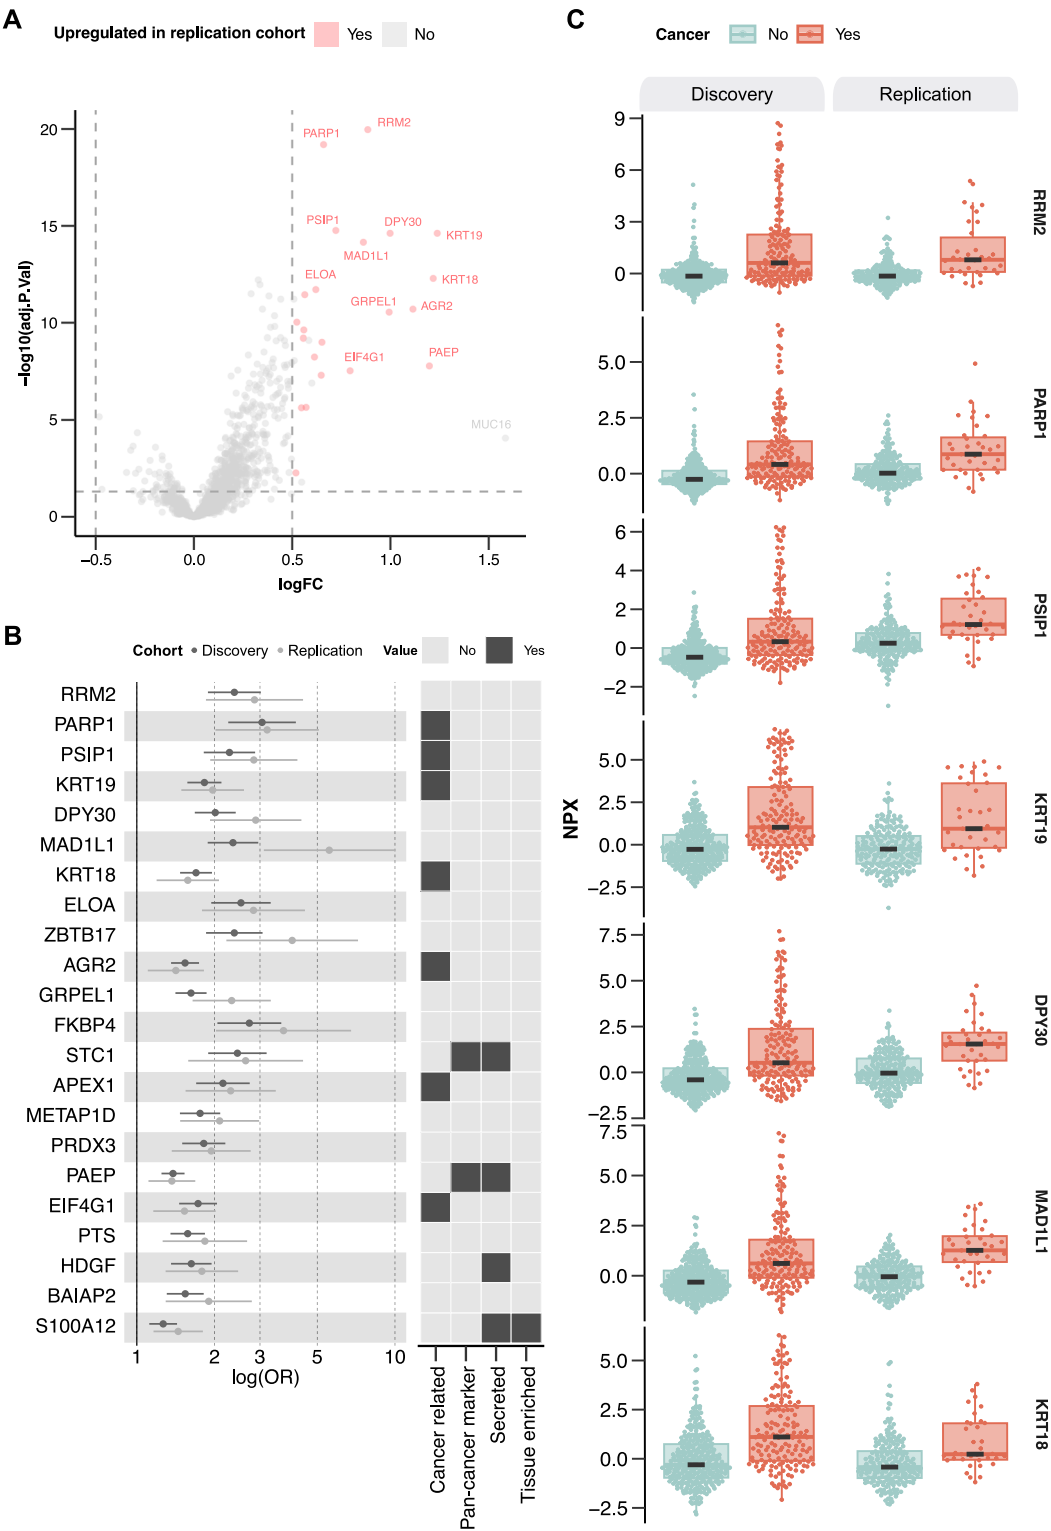 A
Upregulated in replication cohort Yes No
20
15
10
5
0
−log10(adj.P.Val)
RRM2
PARP1
PSIP1
DPY30
KRT19
MAD1L1
ELOA
KRT18
GRPEL1
AGR2
EIF4G1
PAEP
MUC16
−0.5 0.0 0.5 1.0 1.5
logFC
B
Cohort Discovery Replication Value No Yes
RRM2
PARP1
PSIP1
KRT19
DPY30
MAD1L1
KRT18
ELOA
ZBTB17
AGR2
GRPEL1
FKBP4
STC1
APEX1
METAP1D
PRDX3
PAEP
EIF4G1
PTS
HDGF
BAIAP2
S100A12
1 2 3 5 10
log(OR)
Cancer related
Pan-cancer marker
Secreted
Tissue enriched
C
Cancer No Yes
Discovery Replication
NPX
9
6
3
0
RRM2
5.0
2.5
0.0
PARP1
6
4
2
0
−2
PSIP1
5.0
2.5
0.0
−2.5
KRT19
7.5
5.0
2.5
0.0
−2.5
DPY30
7.5
5.0
2.5
0.0
MAD1L1
5.0
2.5
0.0
−2.5
KRT18